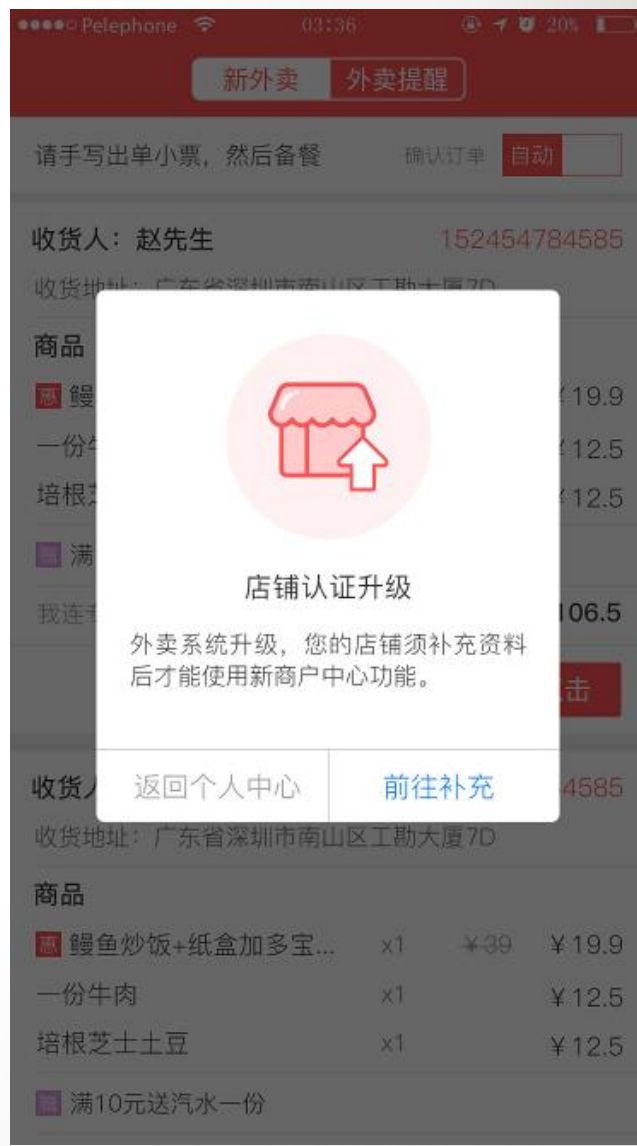 Pelephone 03:36 20%
新外卖 外卖提醒
请手写出单小票，然后备餐 确认订单 自动
收货人：赵先生 152454784585
收货地址：广东省深圳市南山区工勘大厦7D
商品
惠 鳗 ￥19.9
一份牛 ￥12.5
培根芝 ￥12.5
满
我连 106.5
击
店铺认证升级
外卖系统升级，您的店铺须补充资料
后才能使用新商户中心功能。
返回个人中心 前往补充
收货人 4585
收货地址：广东省深圳市南山区工勘大厦7D
商品
惠 鳗鱼炒饭+纸盒加多宝... x1 ￥39 ￥19.9
一份牛肉 x1 ￥12.5
培根芝士土豆 x1 ￥12.5
满10元送汽水一份